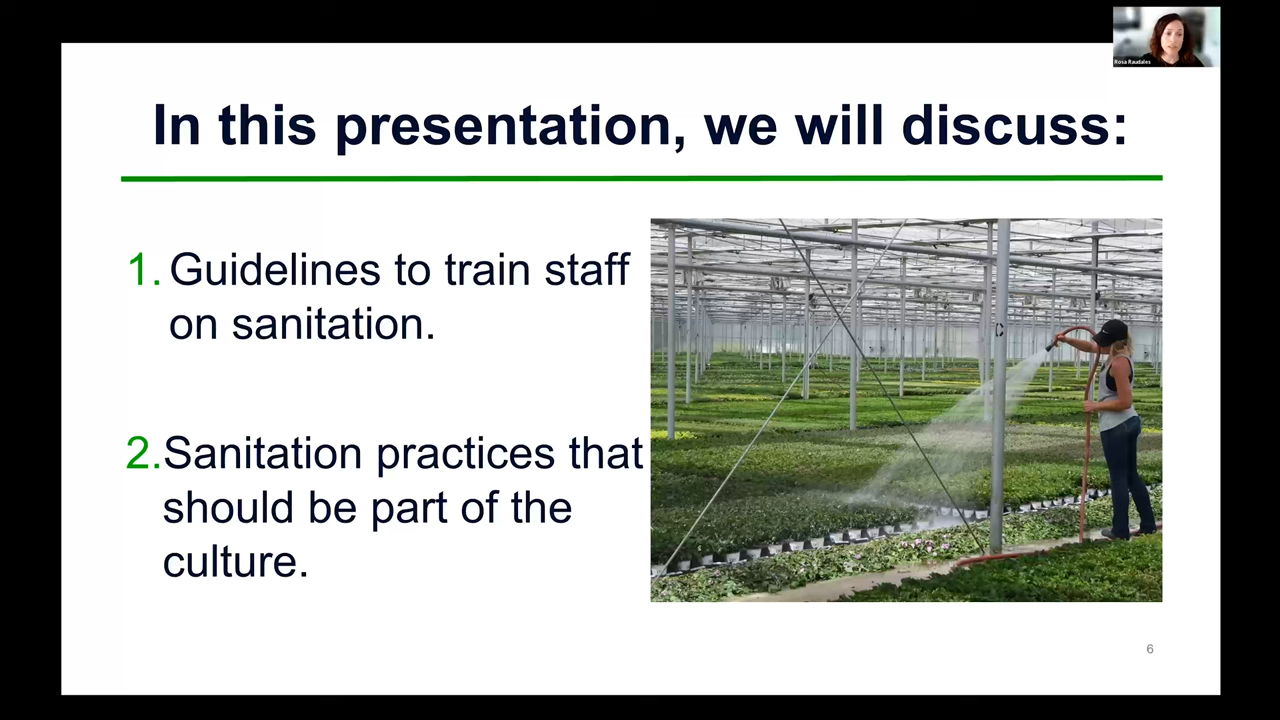 Rosa Raudales
In this presentation, we will discuss:
1. Guidelines to train staff
on sanitation.
2. Sanitation practices that
should be part of the
culture.
6